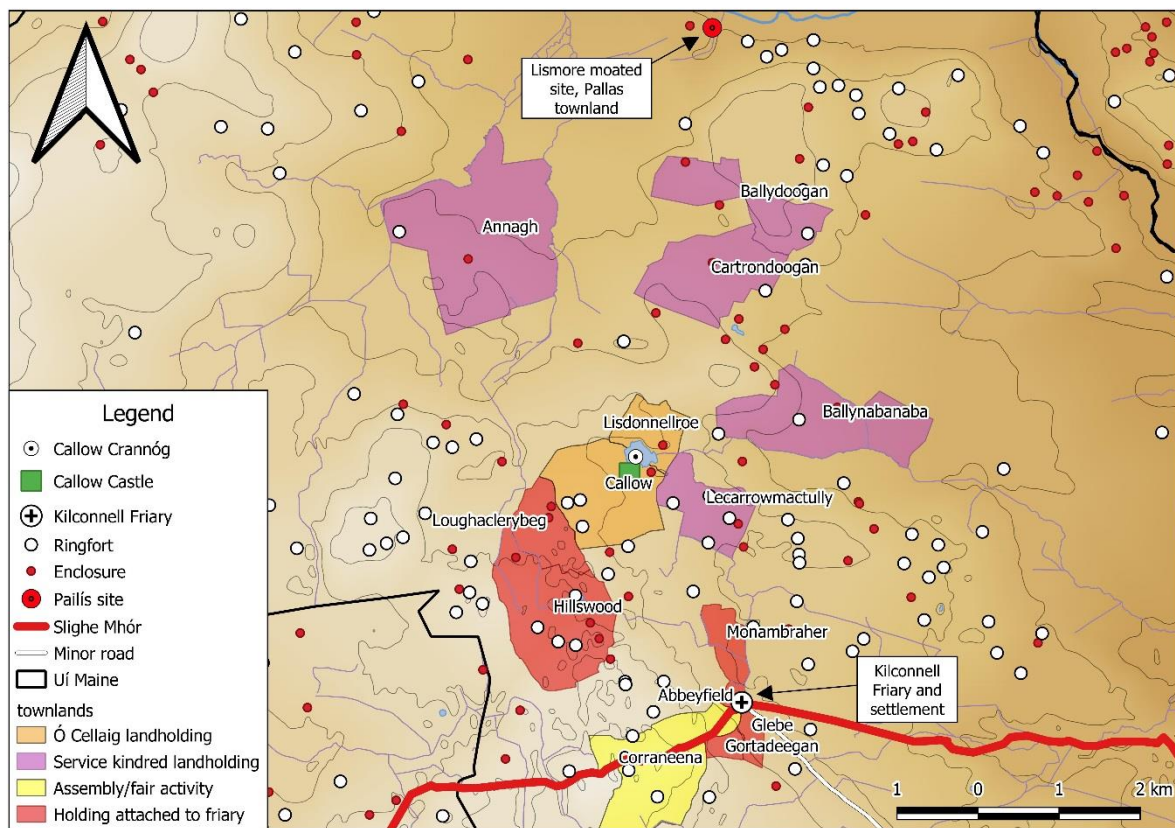 Lismore moated
site, Pallas
townland
Ballydoogan
Annagh
Cartrondoogan
Ballynabanaba
Lisdonnellroe
Callow
Lecarrowmactully
Loughaclerybeg
Hillswood
Monambraher
Abbeyfield
Kilconnell
Friary and
settlement
Glebe
Gortadeegan
Corraneena
Legend
Callow Crannóg
Callow Castle
Kilconnell Friary
Ringfort
Enclosure
Pailís site
Slighe Mhór
Minor road
Uí Maine
townlands
Ó Cellaig landholding
Service kindred landholding
Assembly/fair activity
Holding attached to friary
1 0 1 2 km